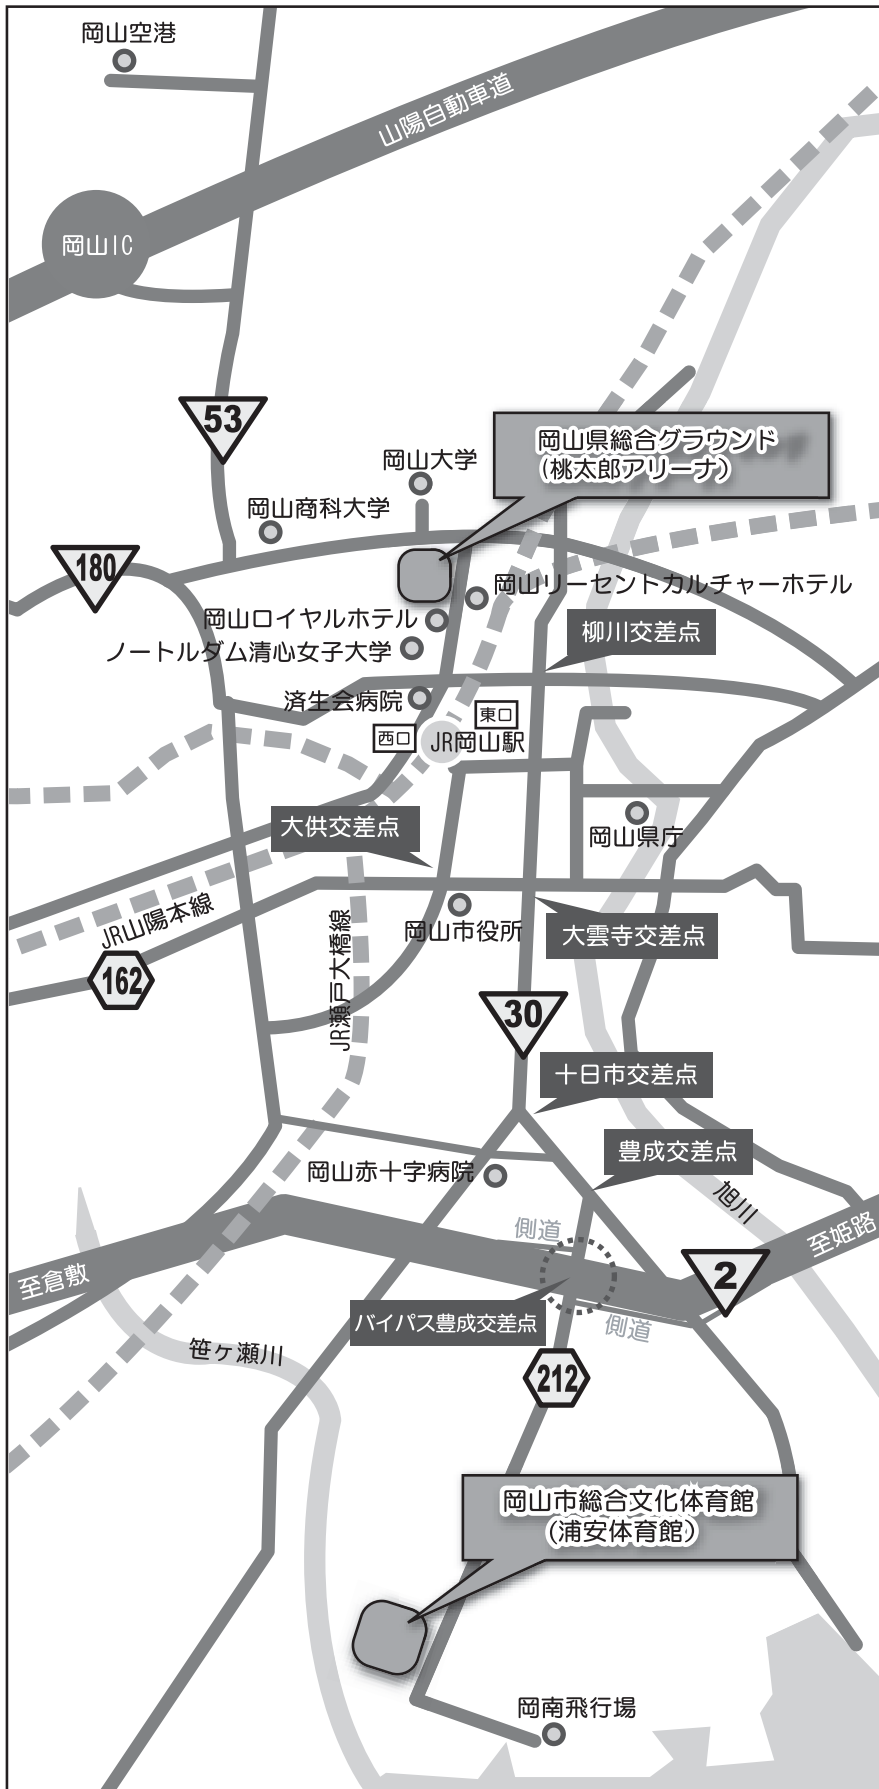 岡山空港
山陽自動車道
岡山IC
53
岡山県総合グラウンド
(桃太郎アリーナ)
岡山大学
岡山商科大学
180
岡山リーセントカルチャーホテル
岡山ロイヤルホテル
柳川交差点
ノートルダム清心女子大学
済生会病院
東口
西口
JR岡山駅
大供交差点
岡山県庁
JR山陽本線
岡山市役所
大雲寺交差点
162
JR瀬戸大橋線
30
十日市交差点
豊成交差点
岡山赤十字病院
旭川
側道
至姫路
至倉敷
2
バイパス豊成交差点
側道
笹ヶ瀬川
212
岡山市総合文化体育館
(浦安体育館)
岡南飛行場